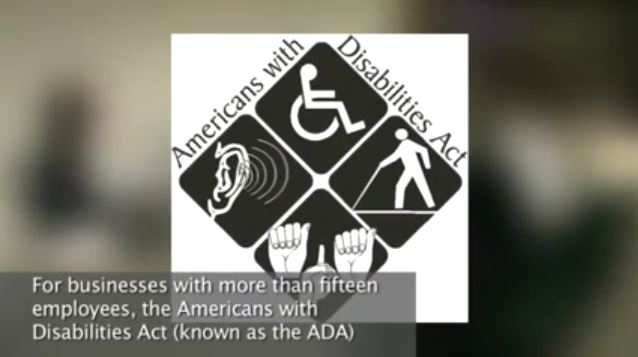 Americans with Disabilities Act
For businesses with more than fifteen
employees, the Americans with
Disabilities Act (known as the ADA)